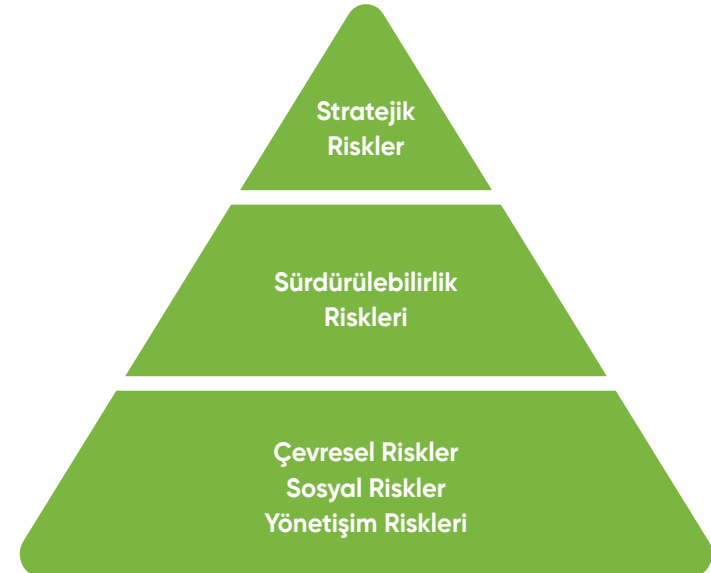 Stratejik
Riskler
Sürdürülebilirlik
Riskleri
Çevresel Riskler
Sosyal Riskler
Yönetişim Riskleri